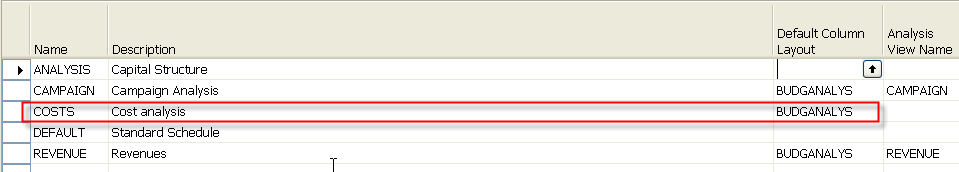 Name Description Default Column Layout Analysis View Name
ANALYSIS Capital Structure
CAMPAIGN Campaign Analysis BUDGANALYS CAMPAIGN
COSTS Cost analysis BUDGANALYS
DEFAULT Standard Schedule
REVENUE Revenues BUDGANALYS REVENUE